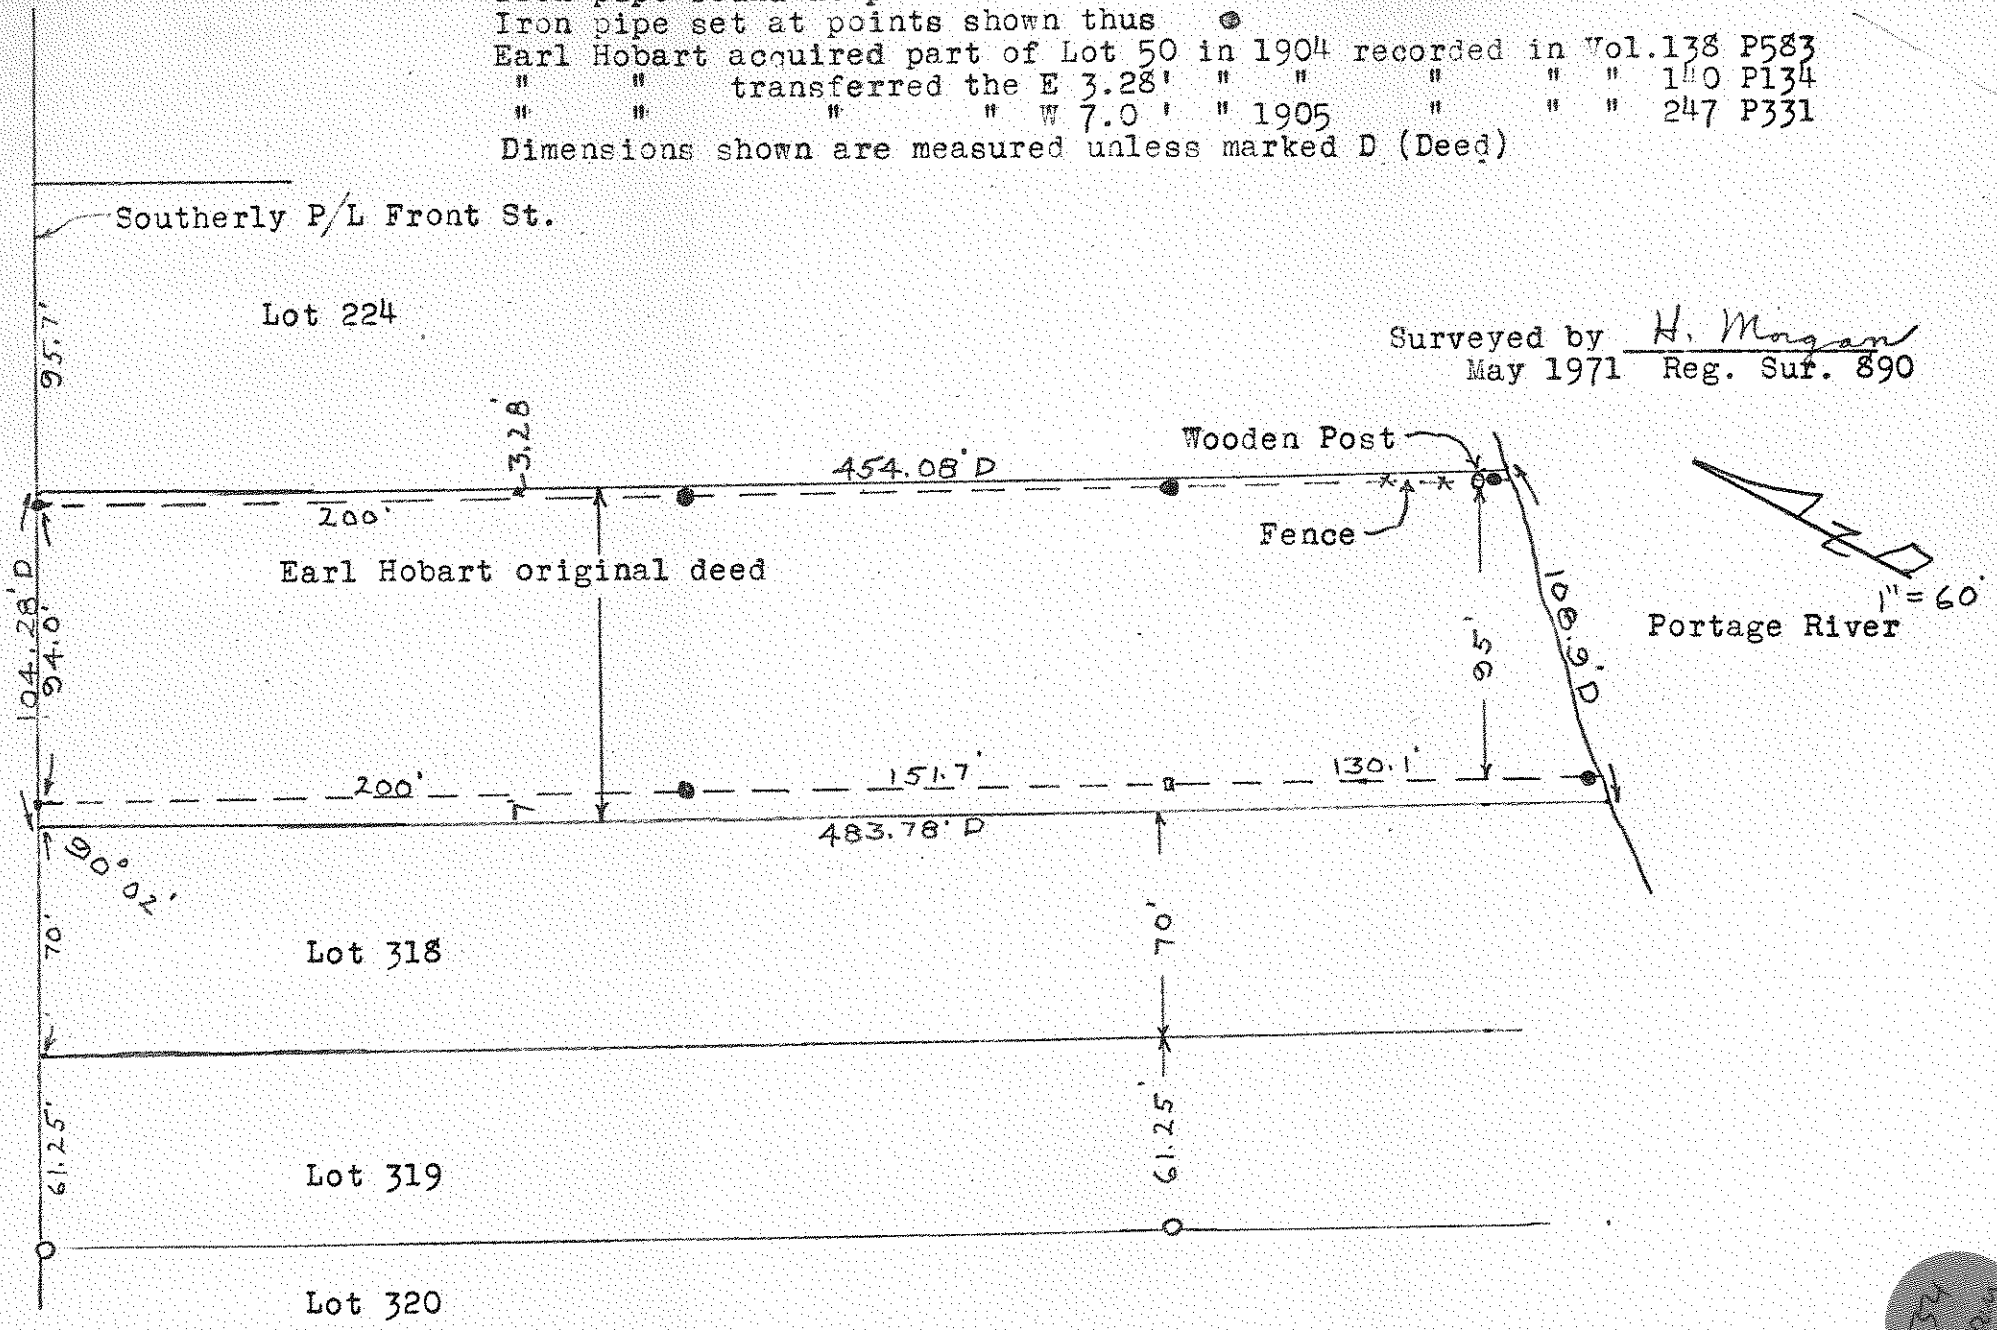 Iron pipe set at points shown thus
Earl Hobart acquired part of Lot 50 in 1904 recorded in Vol.138 P583
" " transferred the E 3.28' " " " " " 140 P134
" " " " W 7.0 ' " 1905 " " " 247 P331
Dimensions shown are measured unless marked D (Deed)
Southerly P/L Front St.
Lot 224
95.7'
Surveyed by H. Morgan
May 1971 Reg. Sur. 890
3.28'
Wooden Post
454.08' D
200'
Fence
Earl Hobart original deed
104.28' D
94.0'
95'
108.9' D
1" = 60'
Portage River
N
200'
151.7'
130.1'
7'
483.78' D
90° 02'
70'
70'
Lot 318
61.25'
61.25'
Lot 319
Lot 320